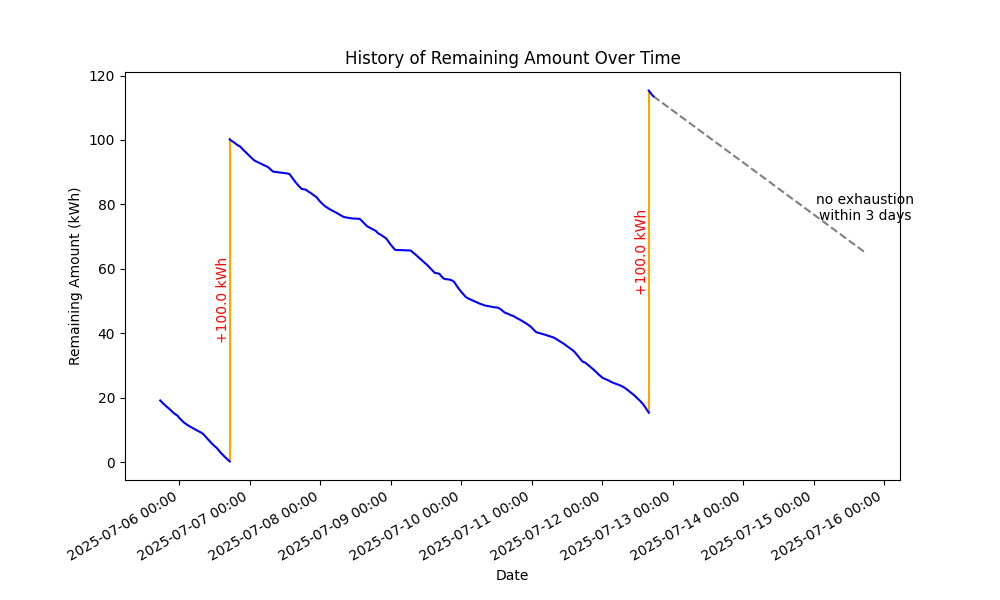 History of Remaining Amount Over Time
Remaining Amount (kWh)
120
100
80
60
40
20
0
+100.0 kWh
+100.0 kWh
no exhaustion
within 3 days
2025-07-06 00:00
2025-07-07 00:00
2025-07-08 00:00
2025-07-09 00:00
2025-07-10 00:00
2025-07-11 00:00
2025-07-12 00:00
2025-07-13 00:00
2025-07-14 00:00
2025-07-15 00:00
2025-07-16 00:00
Date